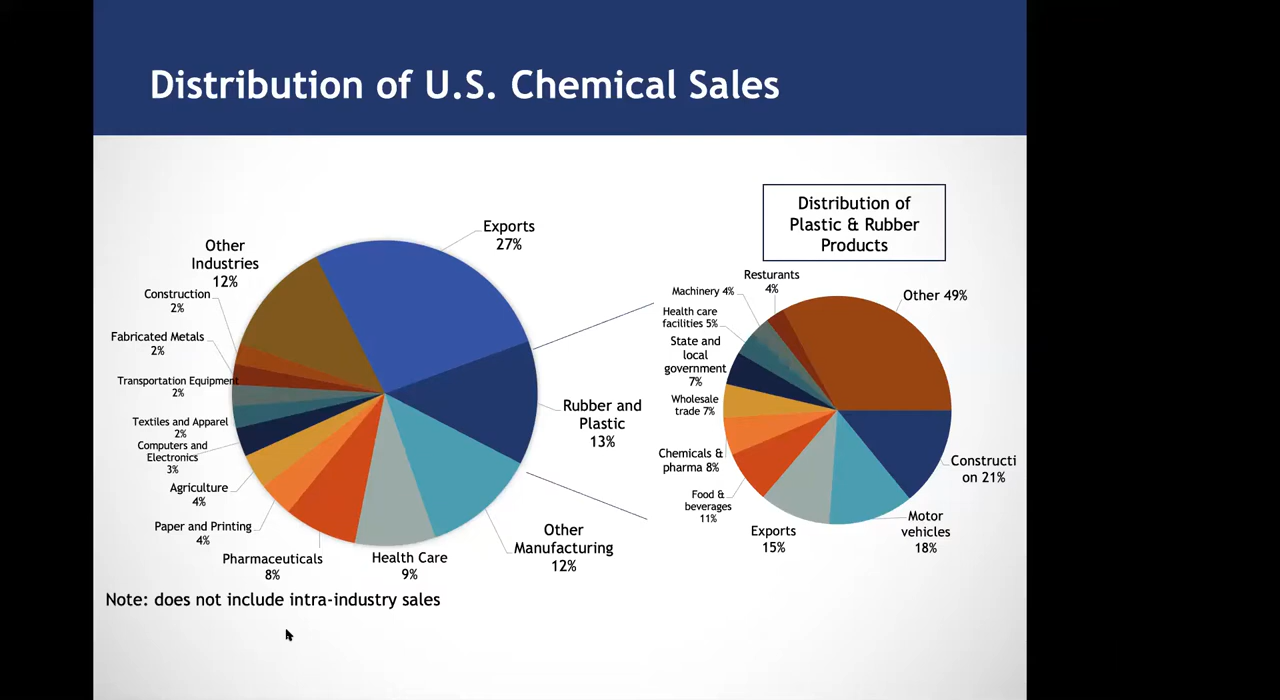 Distribution of U.S. Chemical Sales
Exports
27%
Rubber and
Plastic
13%
Other
Manufacturing
12%
Health Care
9%
Pharmaceuticals
8%
Paper and Printing
4%
Agriculture
4%
Computers and
Electronics
3%
Textiles and Apparel
2%
Transportation Equipment
2%
Fabricated Metals
2%
Construction
2%
Other
Industries
12%
Note: does not include intra-industry sales
Distribution of
Plastic & Rubber
Products
Other 49%
Constructi
on 21%
Motor
vehicles
18%
Exports
15%
Food &
beverages
11%
Chemicals &
pharma 8%
Wholesale
trade 7%
State and
local
government
7%
Health care
facilities 5%
Machinery 4%
Resturants
4%